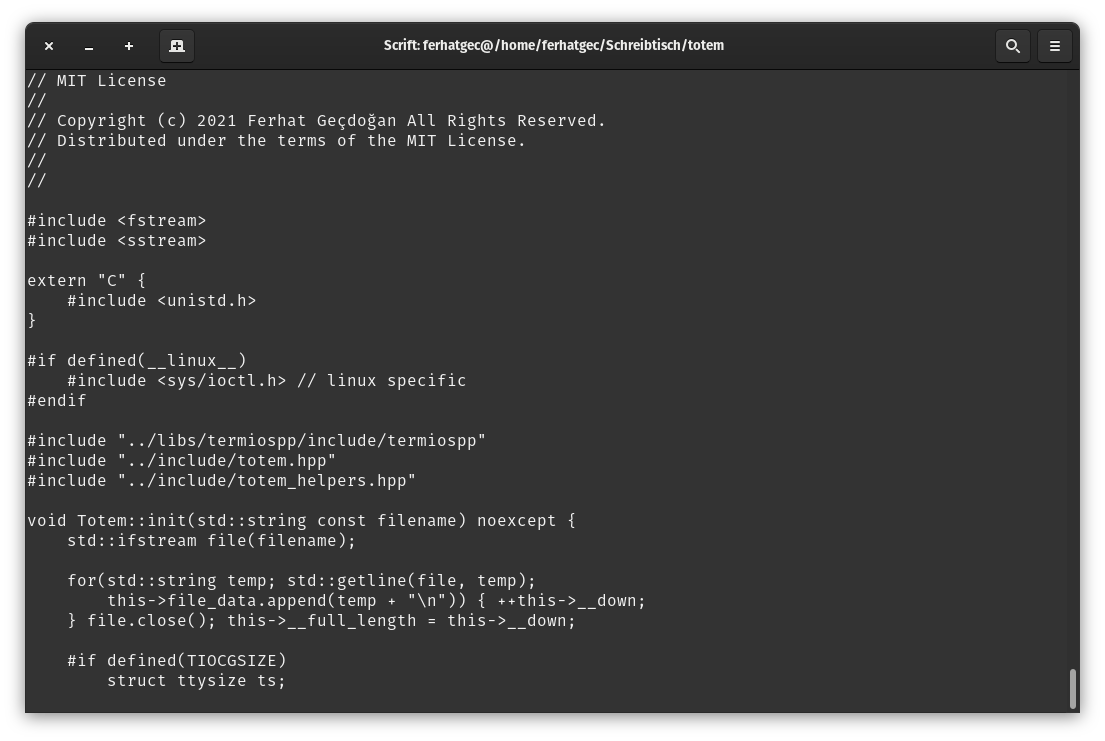 Scrift: ferhatgec@/home/ferhatgec/Schreibtisch/totem
// MIT License
//
// Copyright (c) 2021 Ferhat Geçdoğan All Rights Reserved.
// Distributed under the terms of the MIT License.
//
//

#include <fstream>
#include <sstream>

extern "C" {
    #include <unistd.h>
}

#if defined(__linux__)
    #include <sys/ioctl.h> // linux specific
#endif

#include "../libs/termiospp/include/termiospp"
#include "../include/totem.hpp"
#include "../include/totem_helpers.hpp"

void Totem::init(std::string const filename) noexcept {
    std::ifstream file(filename);

    for(std::string temp; std::getline(file, temp);
        this->file_data.append(temp + "\n")) { ++this->__down;
    } file.close(); this->__full_length = this->__down;

    #if defined(TIOCGSIZE)
        struct ttysize ts;